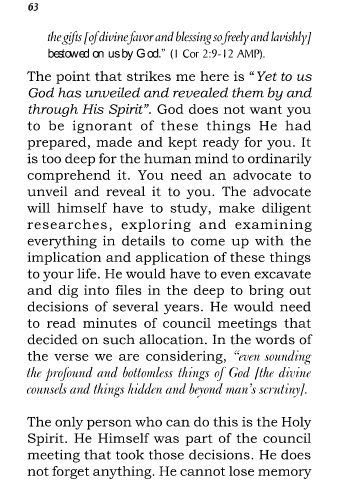 63
the gifts [of divine favor and blessing so freely and lavishly]
bestowed on us by God.” (1 Cor 2:9-12 AMP).
The point that strikes me here is “Yet to us
God has unveiled and revealed them by and
through His Spirit”. God does not want you
to be ignorant of these things He had
prepared, made and kept ready for you. It
is too deep for the human mind to ordinarily
comprehend it. You need an advocate to
unveil and reveal it to you. The advocate
will himself have to study, make diligent
researches, exploring and examining
everything in details to come up with the
implication and application of these things
to your life. He would have to even excavate
and dig into files in the deep to bring out
decisions of several years. He would need
to read minutes of council meetings that
decided on such allocation. In the words of
the verse we are considering, “even sounding
the profound and bottomless things of God [the divine
counsels and things hidden and beyond man’s scrutiny].
The only person who can do this is the Holy
Spirit. He Himself was part of the council
meeting that took those decisions. He does
not forget anything. He cannot lose memory